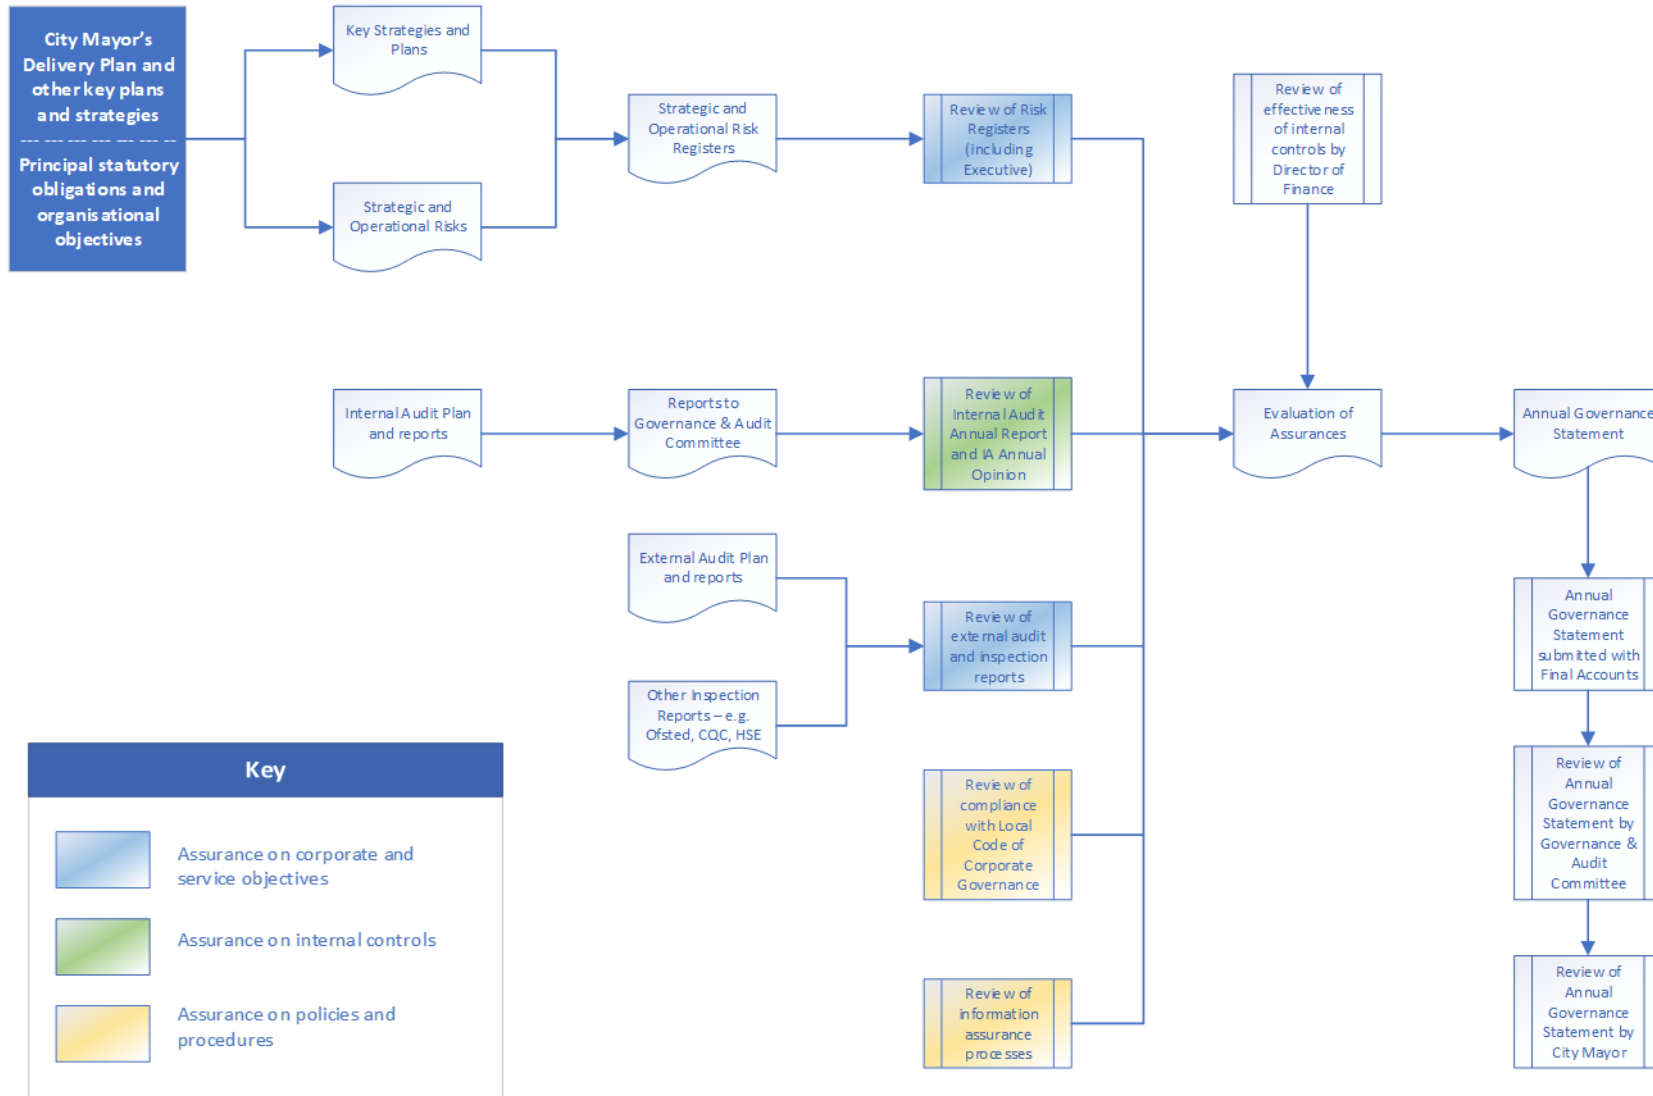 City Mayor's
Delivery Plan and
other key plans
and strategies
Principal statutory
obligations and
organisational
objectives
Key Strategies and
Plans
Strategic and
Operational Risks
Strategic and
Operational Risk
Registers
Review of Risk
Registers
(including
Executive)
Review of
effectiveness
of internal
controls by
Director of
Finance
Internal Audit Plan
and reports
Reports to
Governance & Audit
Committee
Review of
Internal Audit
Annual Report
and IA Annual
Opinion
Evaluation of
Assurances
Annual Governance
Statement
External Audit Plan
and reports
Other Inspection
Reports – e.g.
Ofsted, CQC, HSE
Review of
external audit
and inspection
reports
Annual
Governance
Statement
submitted with
Final Accounts
Review of
compliance
with Local
Code of
Corporate
Governance
Review of
Annual
Governance
Statement by
Governance &
Audit
Committee
Review of
information
assurance
processes
Review of
Annual
Governance
Statement by
City Mayor
Key
Assurance on corporate and
service objectives
Assurance on internal controls
Assurance on policies and
procedures